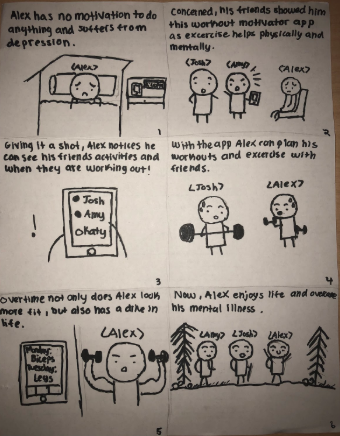 Alex has no motivation to do
anything and suffers from
depression.
(Alex)
1
Concerned, his friends showed him
this workout motivator app
as exercise helps physically and
mentally.
(Josh)
(Amy)
(Alex)
2
Giving it a shot, Alex notices he
can see his friends activities and
when they are working out!
Josh
Amy
Katy
!
3
With the app Alex can plan his
workouts and exercise with
friends.
(Josh)
(Alex)
4
Overtime not only does Alex look
more fit, but also has a drive in
life.
(Alex)
Monday:
Biceps
Tuesday:
Legs
5
Now, Alex enjoys life and overcame
his mental illness.
(Amy)
(Josh)
(Alex)
6